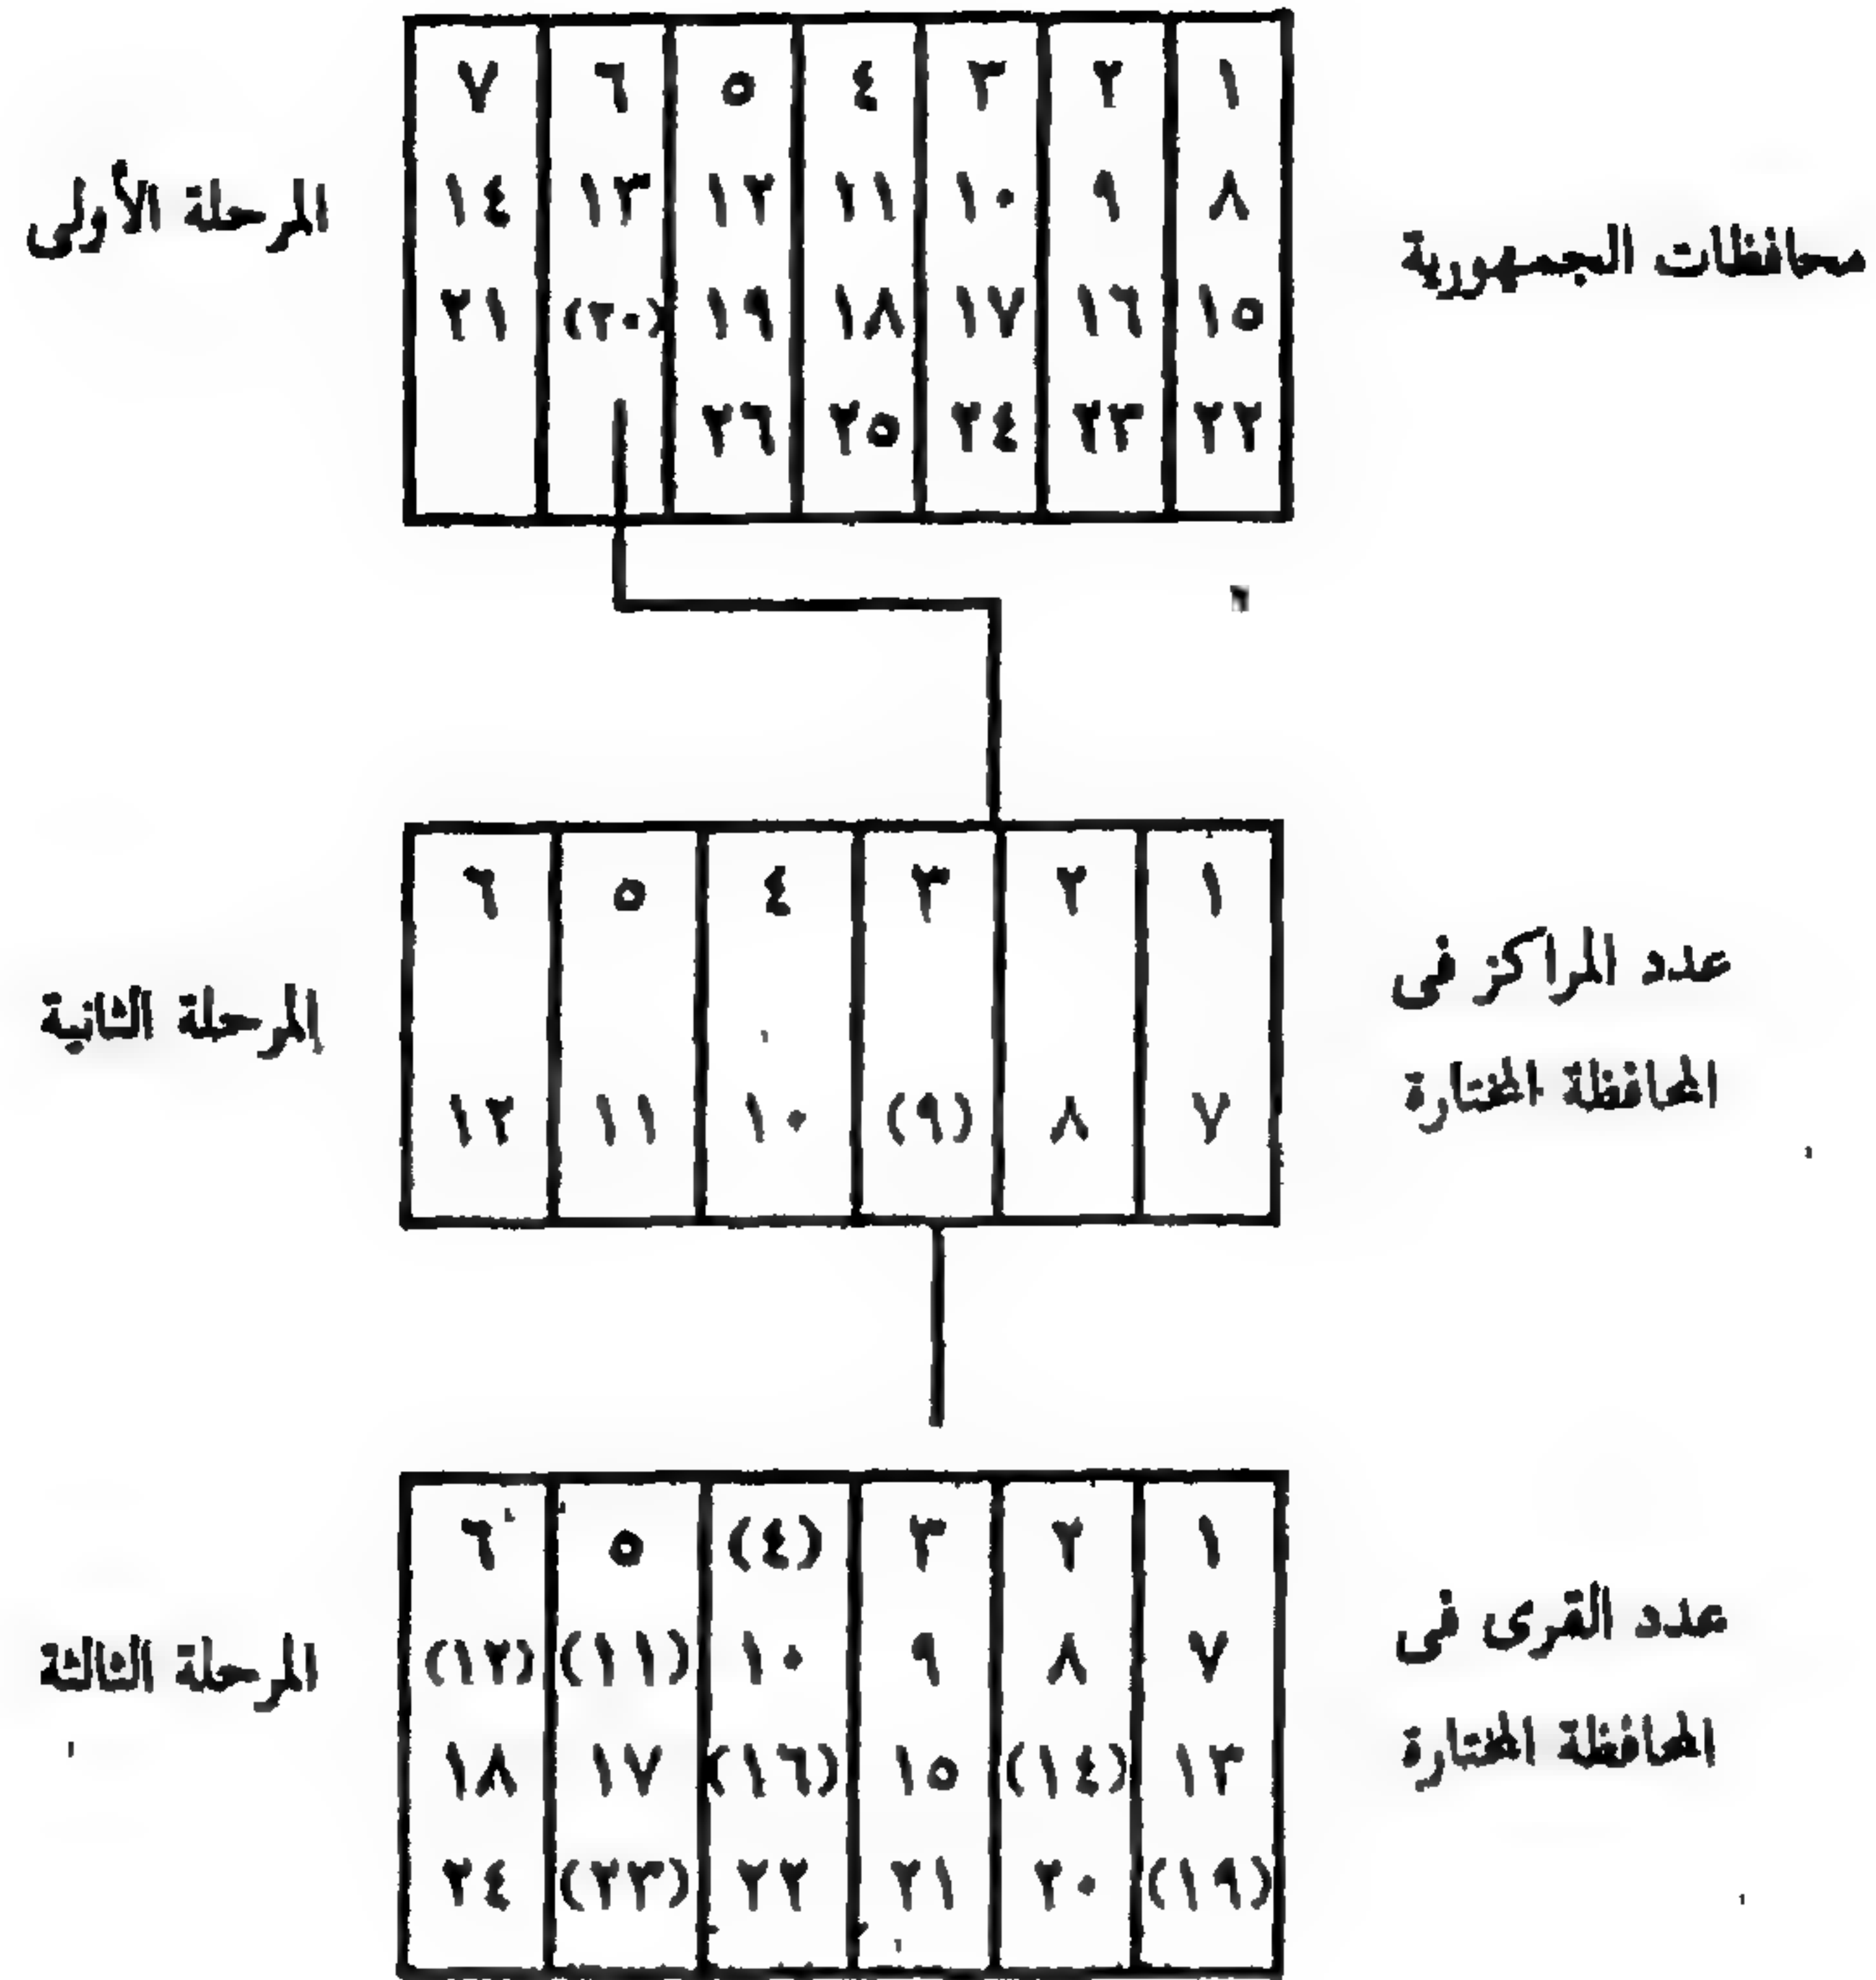 محافظات الجمهورية
١ ٢ ٣ ٤ ٥ ٦ ٧
٨ ٩ ١٠ ١١ ١٢ ١٣ ١٤
١٥ ١٦ ١٧ ١٨ ١٩ (٢٠) ٢١
٢٢ ٢٣ ٢٤ ٢٥ ٢٦
المرحلة الأولى
عدد المراكز فى
المحافظة المختارة
١ ٢ ٣ ٤ ٥ ٦
٧ ٨ (٩) ١٠ ١١ ١٢
المرحلة الثانية
عدد القرى فى
المحافظة المختارة
١ ٢ ٣ (٤) ٥ ٦
٧ ٨ ٩ ١٠ (١١) (١٢)
١٣ (١٤) ١٥ (١٦) ١٧ ١٨
(١٩) ٢٠ ٢١ ٢٢ (٢٣) ٢٤
المرحلة الثالثة